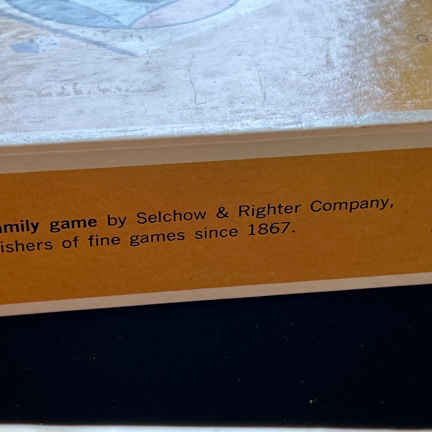 amily game by Selchow & Righter Company,
ishers of fine games since 1867.